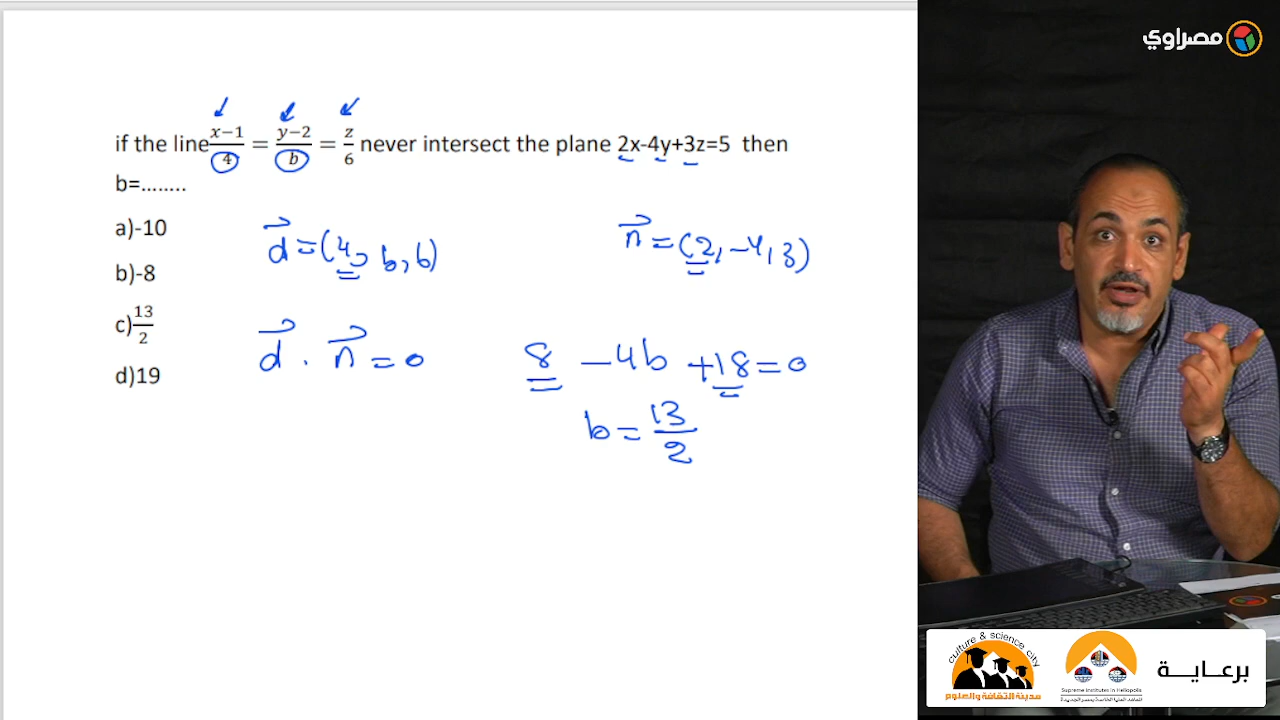 مصراوي
if the line x−1/4 = y−2/b = z/6 never intersect the plane 2x-4y+3z=5 then
b=........
a)-10
b)-8
c)13/2
d)19
d = (4, b, 6)
n = (2, -4, 3)
d . n = 0
8 - 4b + 18 = 0
b = 13/2
culture & science city
مدينة الثقافة والعلوم
Supreme Institutes in Heliopolis
برعاية